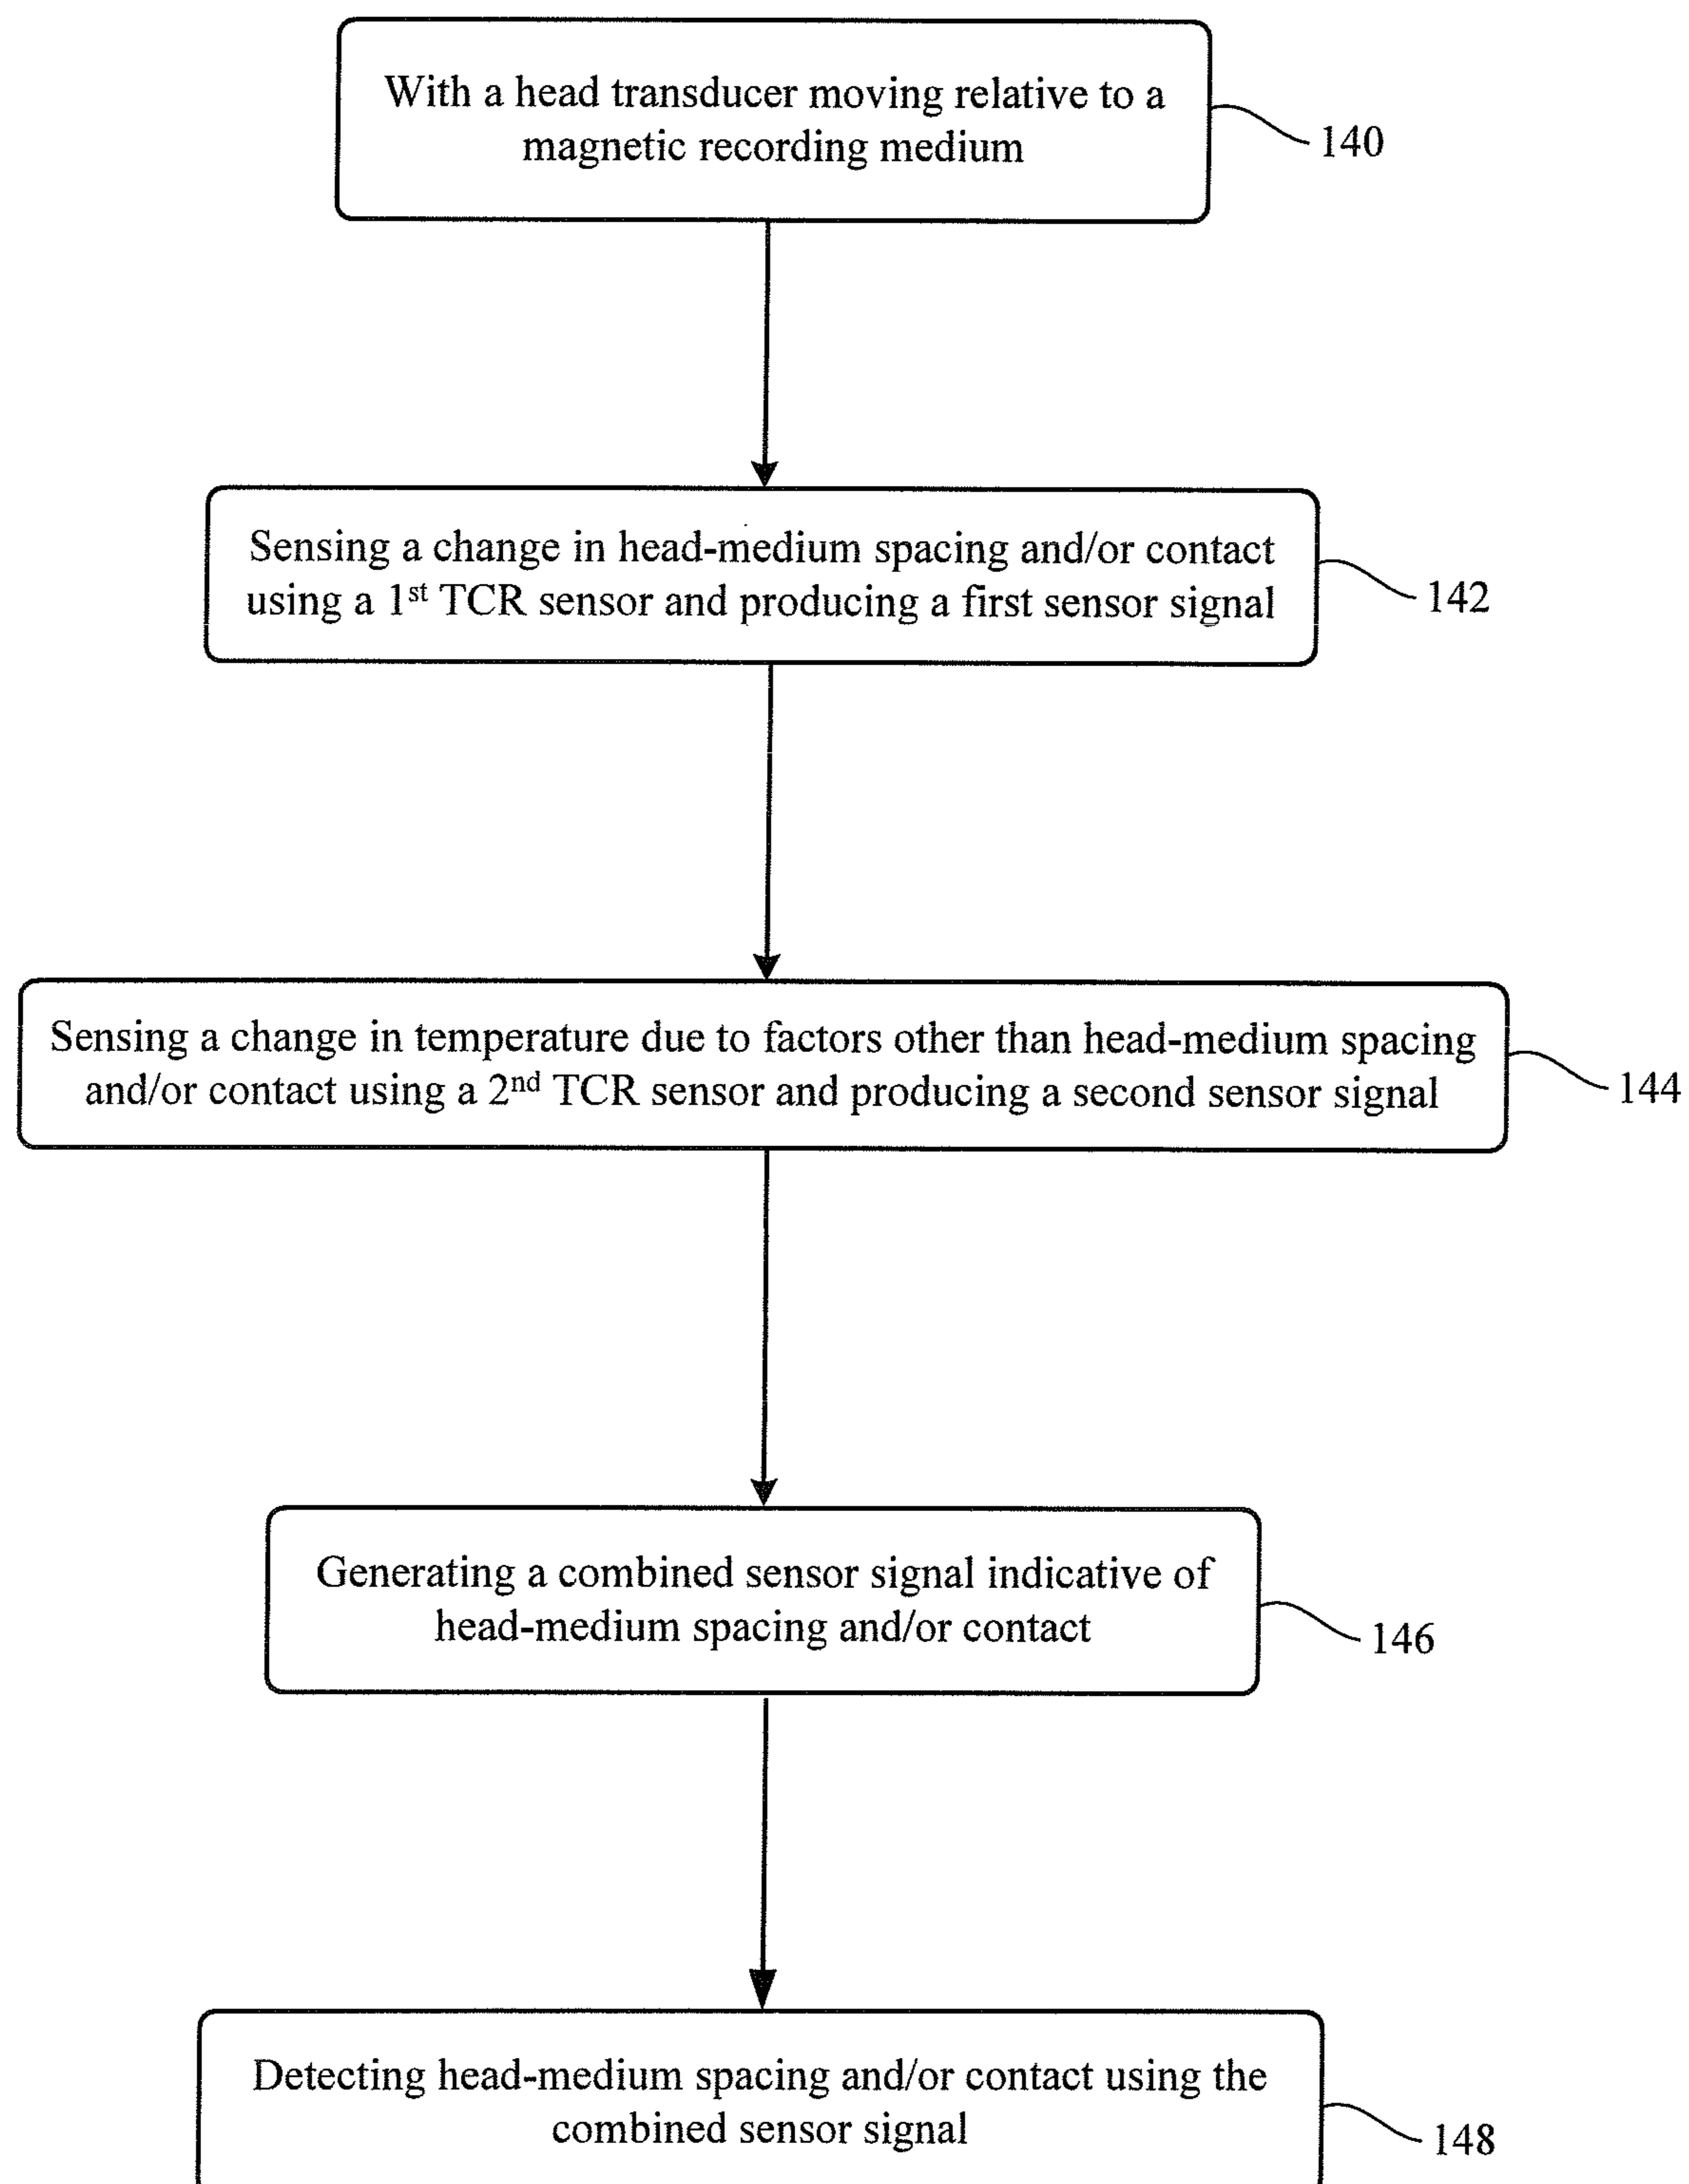 With a head transducer moving relative to a
magnetic recording medium
140
Sensing a change in head-medium spacing and/or contact
using a 1st TCR sensor and producing a first sensor signal
142
Sensing a change in temperature due to factors other than head-medium spacing
and/or contact using a 2nd TCR sensor and producing a second sensor signal
144
Generating a combined sensor signal indicative of
head-medium spacing and/or contact
146
Detecting head-medium spacing and/or contact using the
combined sensor signal
148